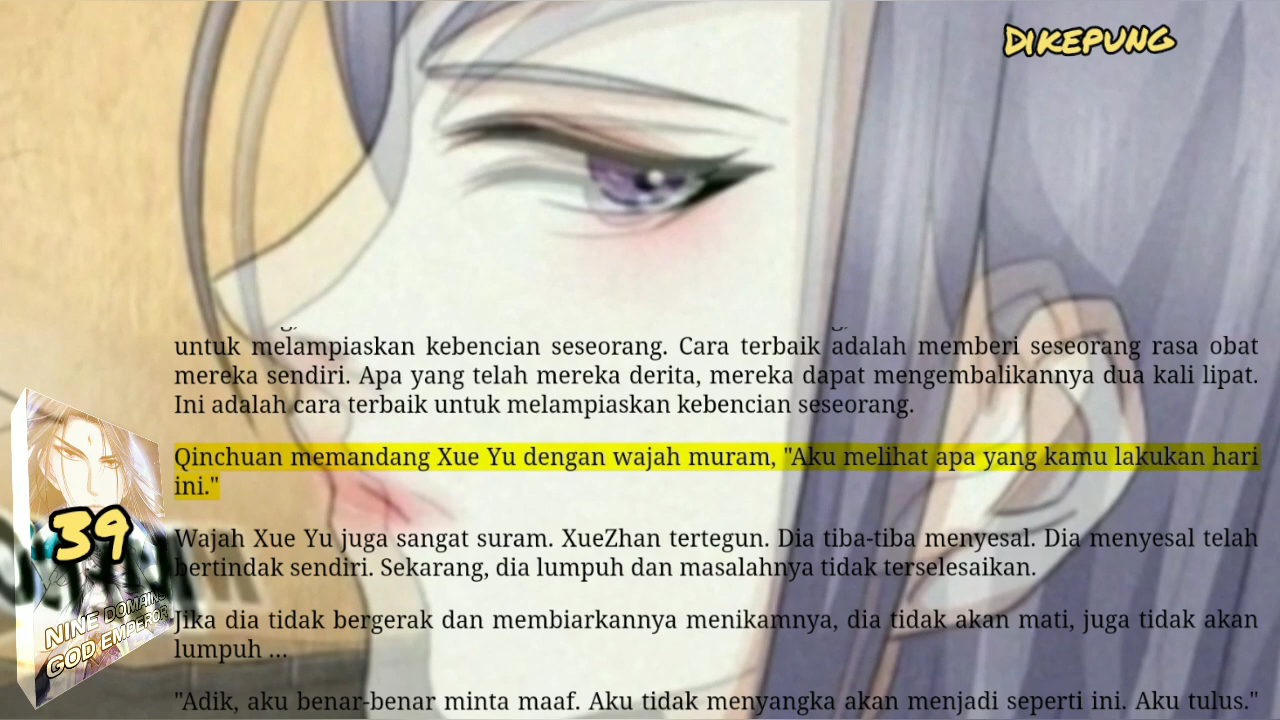 DIKEPUNG
untuk melampiaskan kebencian seseorang. Cara terbaik adalah memberi seseorang rasa obat
mereka sendiri. Apa yang telah mereka derita, mereka dapat mengembalikannya dua kali lipat.
Ini adalah cara terbaik untuk melampiaskan kebencian seseorang.
Qinchuan memandang Xue Yu dengan wajah muram, "Aku melihat apa yang kamu lakukan hari
ini."
Wajah Xue Yu juga sangat suram. XueZhan tertegun. Dia tiba-tiba menyesal. Dia menyesal telah
bertindak sendiri. Sekarang, dia lumpuh dan masalahnya tidak terselesaikan.
Jika dia tidak bergerak dan membiarkannya menikamnya, dia tidak akan mati, juga tidak akan
lumpuh ...
"Adik, aku benar-benar minta maaf. Aku tidak menyangka akan menjadi seperti ini. Aku tulus."
39
NINE DOMAINS
GOD EMPEROR